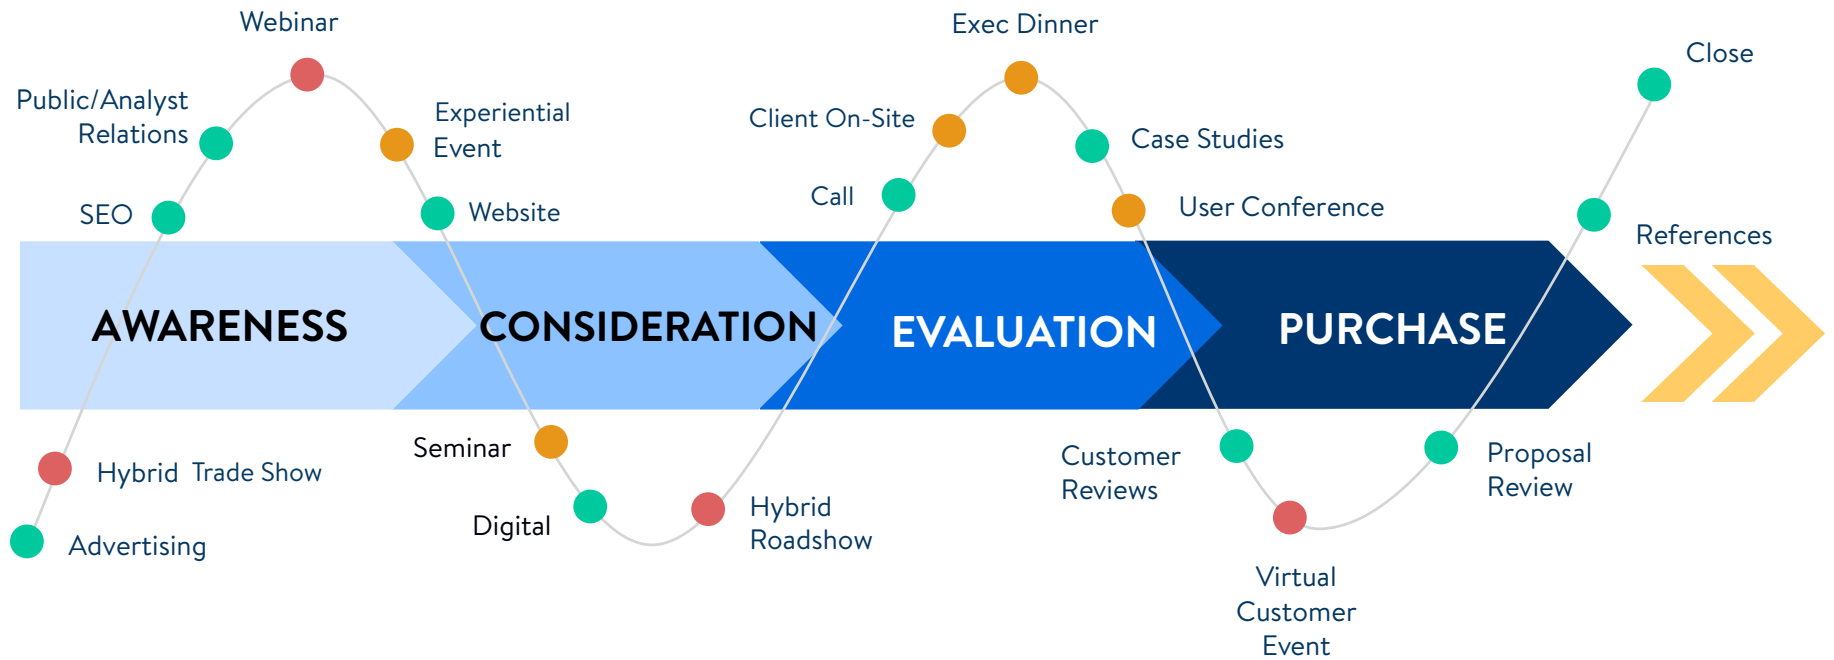 Webinar
Exec Dinner
Close
Public/Analyst
Relations
Experiential
Event
Client On-Site
Case Studies
SEO
Website
Call
User Conference
References
AWARENESS
CONSIDERATION
EVALUATION
PURCHASE
Hybrid Trade Show
Advertising
Seminar
Digital
Hybrid
Roadshow
Customer
Reviews
Proposal
Review
Virtual
Customer
Event